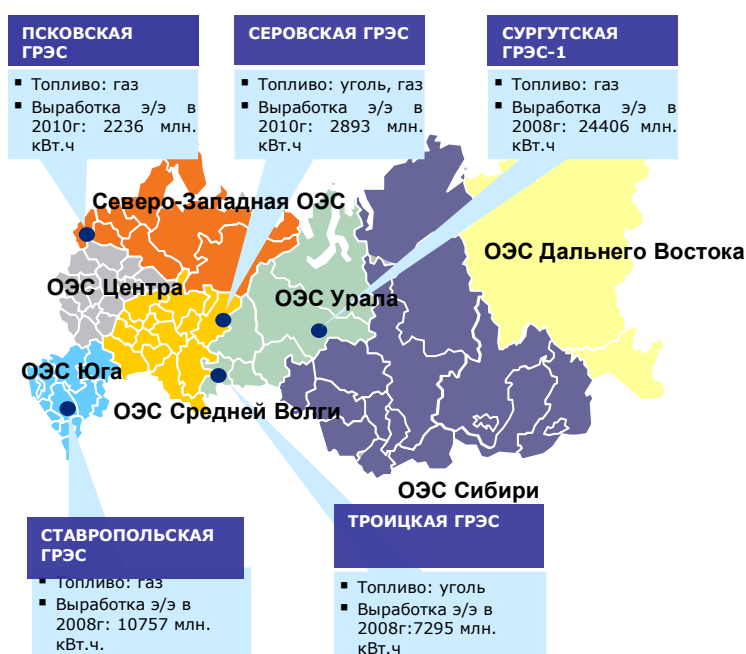 ПСКОВСКАЯ
ГРЭС
▪ Топливо: газ
▪ Выработка э/э в
2010г: 2236 млн.
кВт.ч
СЕРОВСКАЯ ГРЭС
▪ Топливо: уголь, газ
▪ Выработка э/э в
2010г: 2893 млн.
кВт.ч
СУРГУТСКАЯ
ГРЭС-1
▪ Топливо: газ
▪ Выработка э/э в
2008г: 24406 млн.
кВт.ч
Северо-Западная ОЭС
ОЭС Дальнего Востока
ОЭС Центра
ОЭС Урала
ОЭС Юга
ОЭС Средней Волги
ОЭС Сибири
СТАВРОПОЛЬСКАЯ
ГРЭС
▪ Топливо: газ
▪ Выработка э/э в
2008г: 10757 млн.
кВт.ч.
ТРОИЦКАЯ ГРЭС
▪ Топливо: уголь
▪ Выработка э/э в
2008г:7295 млн.
кВт.ч